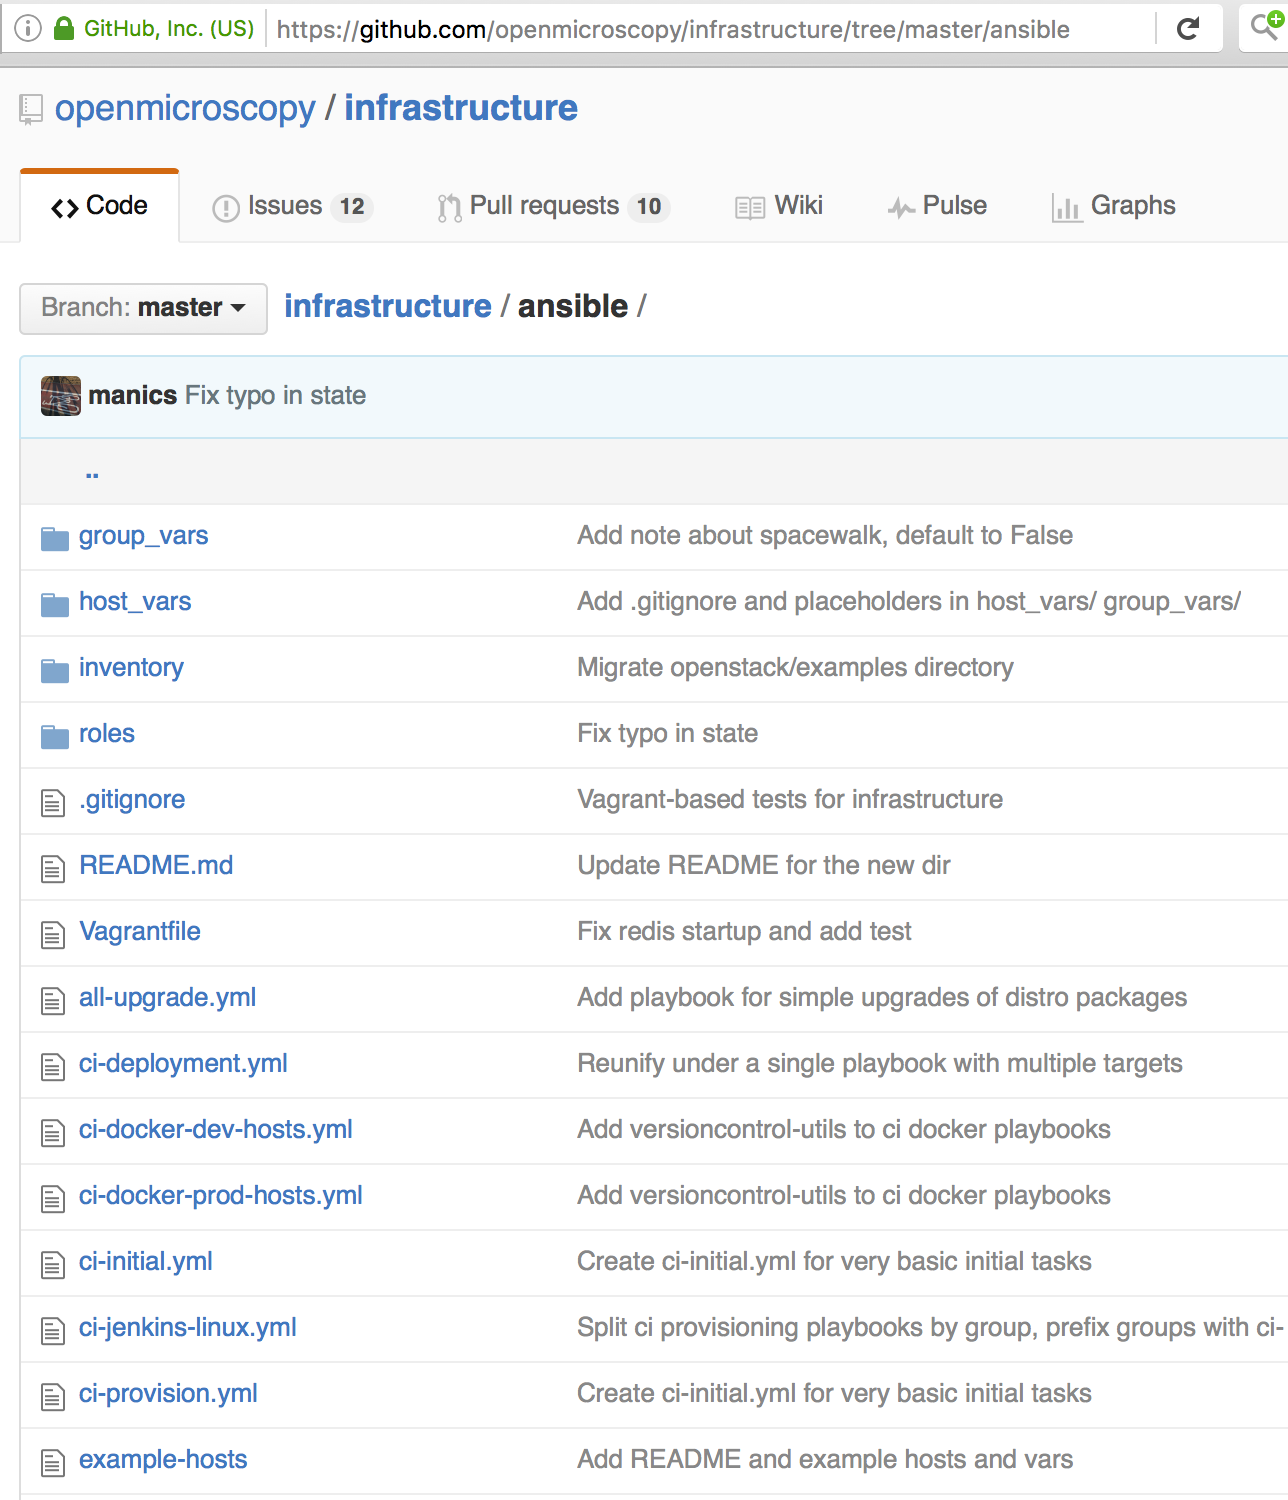 GitHub, Inc. (US) https://github.com/openmicroscopy/infrastructure/tree/master/ansible
openmicroscopy / infrastructure
Code Issues 12 Pull requests 10 Wiki Pulse Graphs
Branch: master infrastructure / ansible /
manics Fix typo in state
..
group_vars Add note about spacewalk, default to False
host_vars Add .gitignore and placeholders in host_vars/ group_vars/
inventory Migrate openstack/examples directory
roles Fix typo in state
.gitignore Vagrant-based tests for infrastructure
README.md Update README for the new dir
Vagrantfile Fix redis startup and add test
all-upgrade.yml Add playbook for simple upgrades of distro packages
ci-deployment.yml Reunify under a single playbook with multiple targets
ci-docker-dev-hosts.yml Add versioncontrol-utils to ci docker playbooks
ci-docker-prod-hosts.yml Add versioncontrol-utils to ci docker playbooks
ci-initial.yml Create ci-initial.yml for very basic initial tasks
ci-jenkins-linux.yml Split ci provisioning playbooks by group, prefix groups with ci-
ci-provision.yml Create ci-initial.yml for very basic initial tasks
example-hosts Add README and example hosts and vars